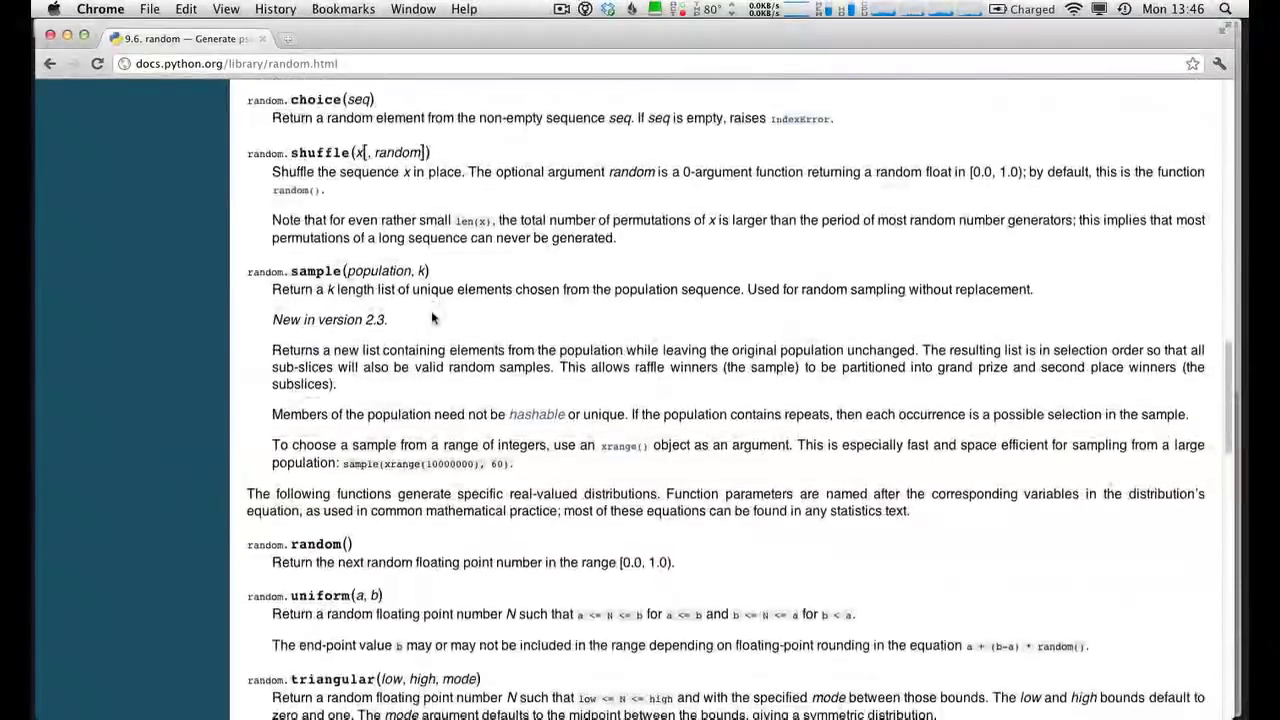 Chrome File Edit View History Bookmarks Window Help 80° 0.0KB/s 0.0KB/s Charged Mon 13:46
9.6. random — Generate ps
docs.python.org/library/random.html
random.choice(seq)
Return a random element from the non-empty sequence seq. If seq is empty, raises IndexError.
random.shuffle(x[, random])
Shuffle the sequence x in place. The optional argument random is a 0-argument function returning a random float in [0.0, 1.0); by default, this is the function
random().
Note that for even rather small len(x), the total number of permutations of x is larger than the period of most random number generators; this implies that most
permutations of a long sequence can never be generated.
random.sample(population, k)
Return a k length list of unique elements chosen from the population sequence. Used for random sampling without replacement.
New in version 2.3.
Returns a new list containing elements from the population while leaving the original population unchanged. The resulting list is in selection order so that all
sub-slices will also be valid random samples. This allows raffle winners (the sample) to be partitioned into grand prize and second place winners (the
subslices).
Members of the population need not be hashable or unique. If the population contains repeats, then each occurrence is a possible selection in the sample.
To choose a sample from a range of integers, use an xrange() object as an argument. This is especially fast and space efficient for sampling from a large
population: sample(xrange(10000000), 60).
The following functions generate specific real-valued distributions. Function parameters are named after the corresponding variables in the distribution's
equation, as used in common mathematical practice; most of these equations can be found in any statistics text.
random.random()
Return the next random floating point number in the range [0.0, 1.0).
random.uniform(a, b)
Return a random floating point number N such that a <= N <= b for a <= b and b <= N <= a for b < a.
The end-point value b may or may not be included in the range depending on floating-point rounding in the equation a + (b-a) * random().
random.triangular(low, high, mode)
Return a random floating point number N such that low <= N <= high and with the specified mode between those bounds. The low and high bounds default to
zero and one. The mode argument defaults to the midpoint between the bounds, giving a symmetric distribution.